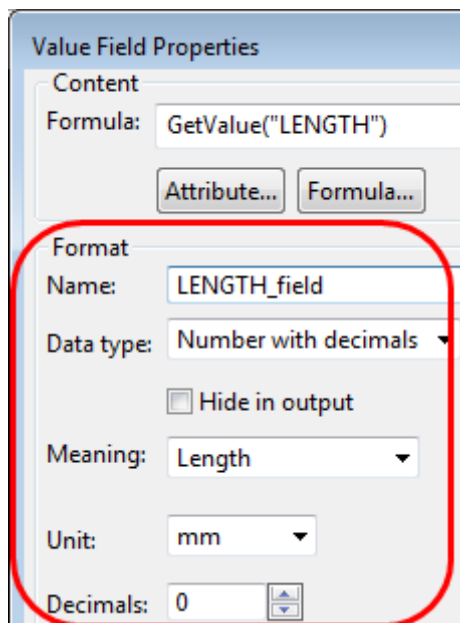 Value Field Properties
Content
Formula: GetValue("LENGTH")
Attribute... Formula...
Format
Name: LENGTH_field
Data type: Number with decimals
Hide in output
Meaning: Length
Unit: mm
Decimals: 0